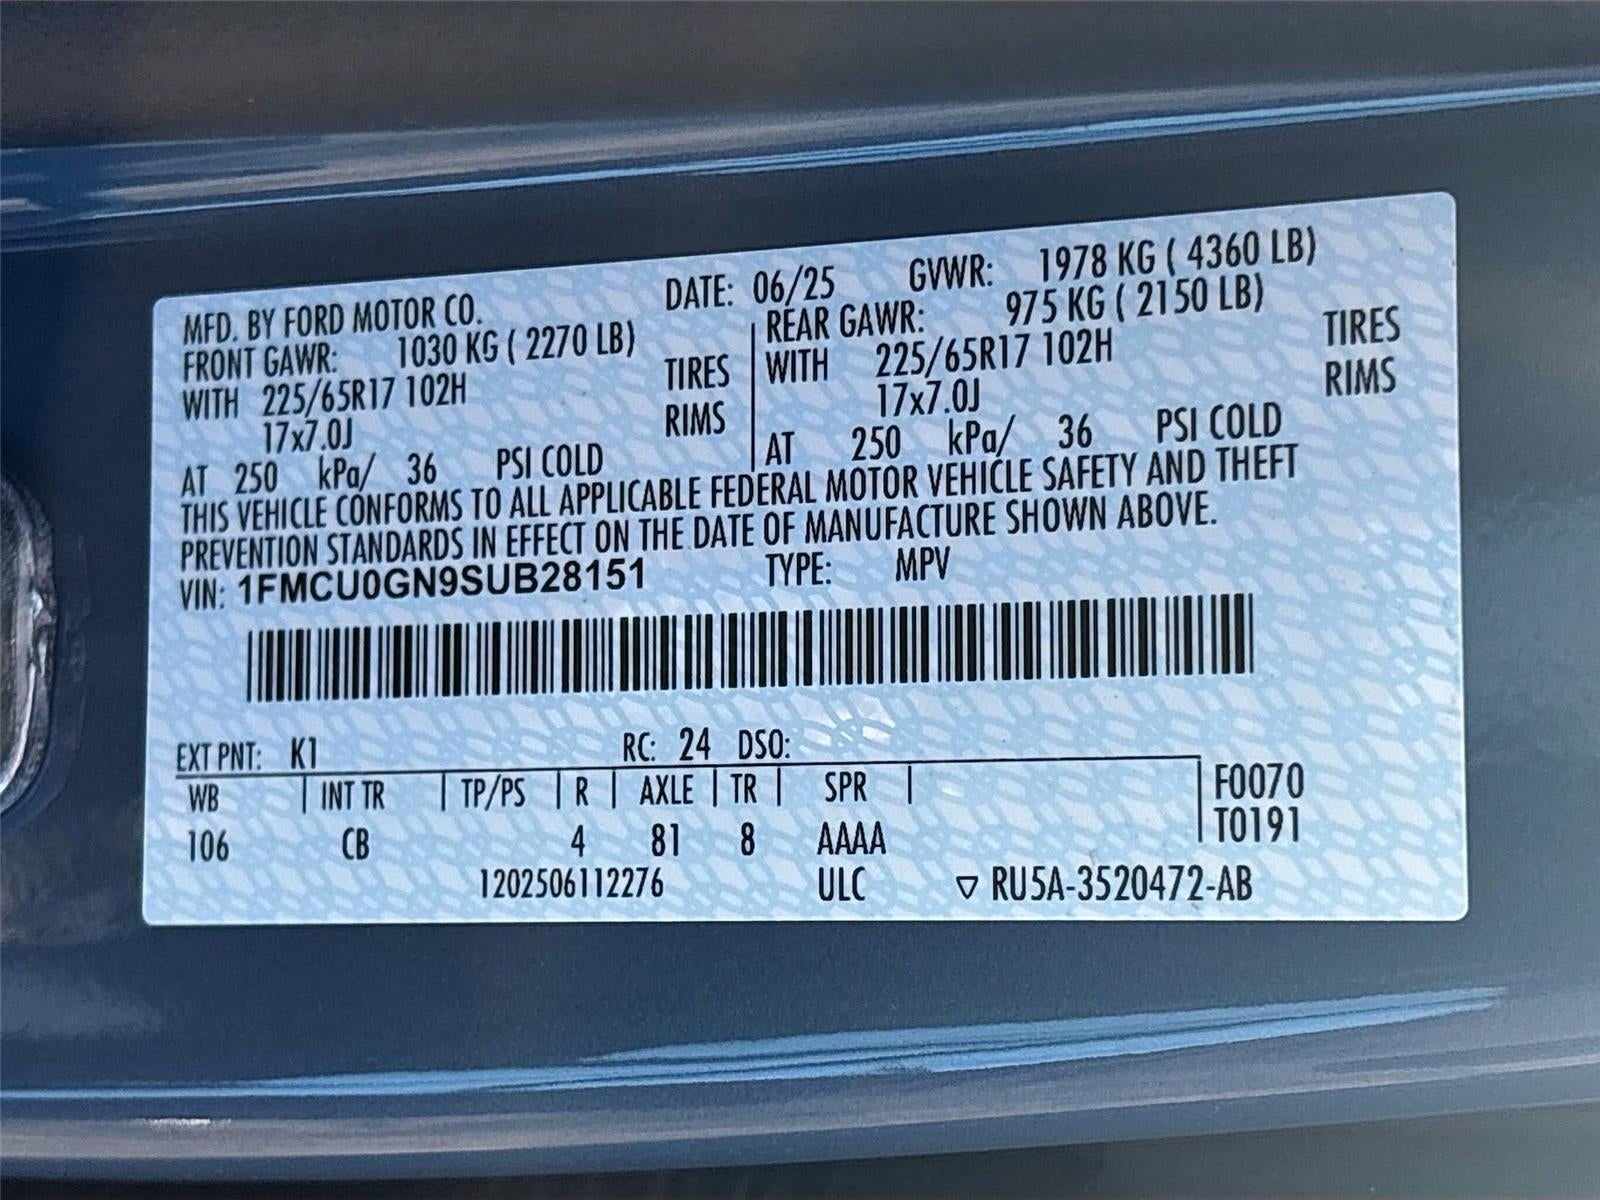 MFD. BY FORD MOTOR CO. DATE: 06/25 GVWR: 1978 KG ( 4360 LB)
FRONT GAWR: 1030 KG ( 2270 LB) REAR GAWR: 975 KG ( 2150 LB)
WITH 225/65R17 102H TIRES WITH 225/65R17 102H TIRES
17x7.0J RIMS 17x7.0J RIMS
AT 250 kPa/ 36 PSI COLD AT 250 kPa/ 36 PSI COLD
THIS VEHICLE CONFORMS TO ALL APPLICABLE FEDERAL MOTOR VEHICLE SAFETY AND THEFT
PREVENTION STANDARDS IN EFFECT ON THE DATE OF MANUFACTURE SHOWN ABOVE.
VIN: 1FMCU0GN9SUB28151 TYPE: MPV
EXT PNT: K1 RC: 24 DSO:
WB INT TR TP/PS R AXLE TR SPR F0070
106 CB 4 81 8 AAAA T0191
1202506112276 ULC ▽ RU5A-3520472-AB